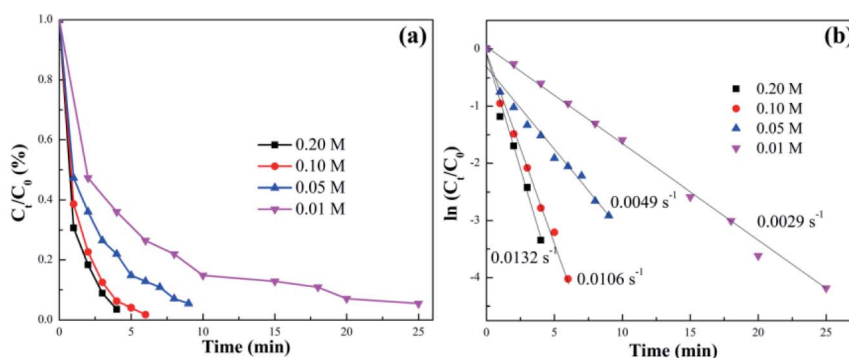 (a)
1.0
0.8
0.6
0.4
0.2
0.0
Cₜ/C₀ (%)
0.20 M
0.10 M
0.05 M
0.01 M
0 5 10 15 20 25
Time (min)
(b)
0
-1
-2
-3
-4
ln (Cₜ/C₀)
0.20 M
0.10 M
0.05 M
0.01 M
0.0049 s⁻¹
0.0029 s⁻¹
0.0132 s⁻¹
0.0106 s⁻¹
0 5 10 15 20 25
Time (min)